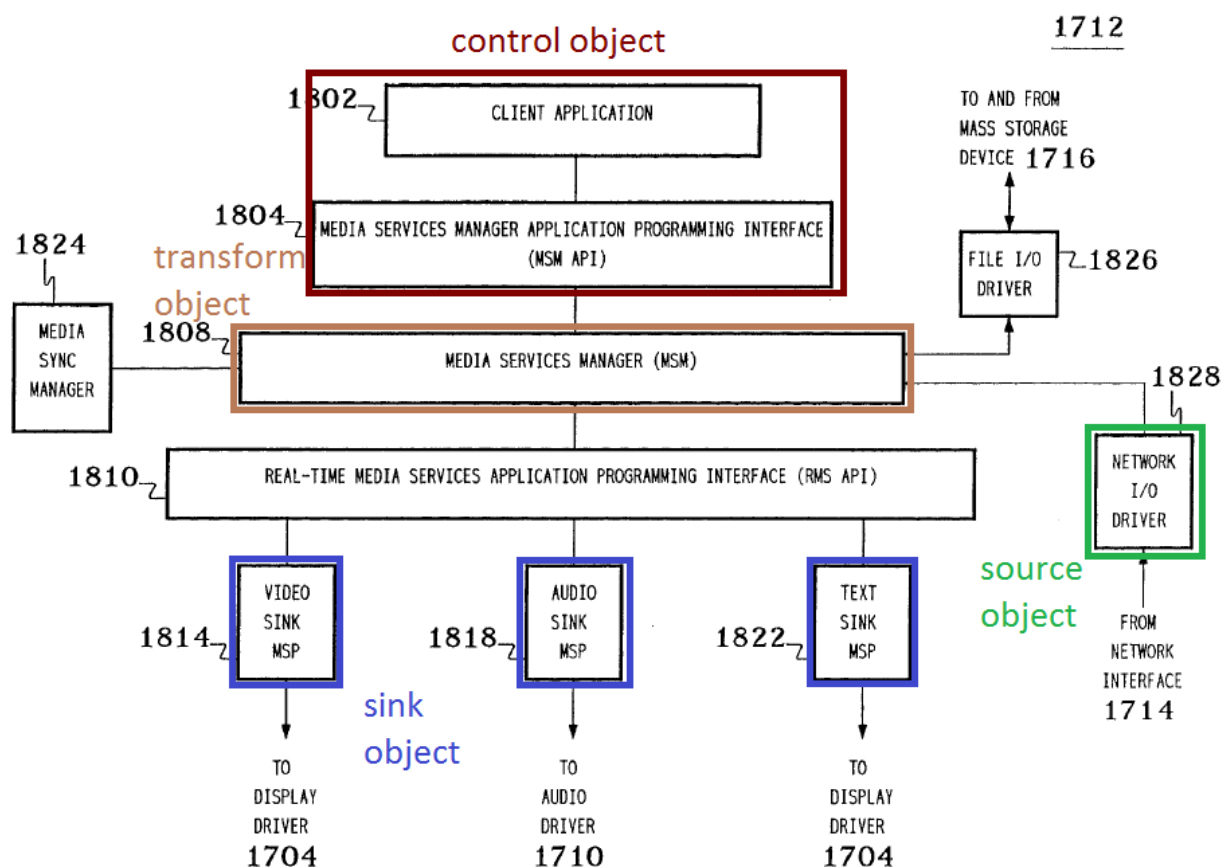 control object
1712
1802
CLIENT APPLICATION
TO AND FROM
MASS STORAGE
DEVICE 1716
1804
MEDIA SERVICES MANAGER APPLICATION PROGRAMMING INTERFACE
(MSM API)
1824
transform
object
FILE I/O
DRIVER
1826
MEDIA
SYNC
MANAGER
1808
MEDIA SERVICES MANAGER (MSM)
1828
1810
REAL-TIME MEDIA SERVICES APPLICATION PROGRAMMING INTERFACE (RMS API)
NETWORK
I/O
DRIVER
source
object
VIDEO
SINK
MSP
1814
AUDIO
SINK
MSP
1818
TEXT
SINK
MSP
1822
FROM
NETWORK
INTERFACE
1714
sink
object
TO
DISPLAY
DRIVER
1704
TO
AUDIO
DRIVER
1710
TO
DISPLAY
DRIVER
1704